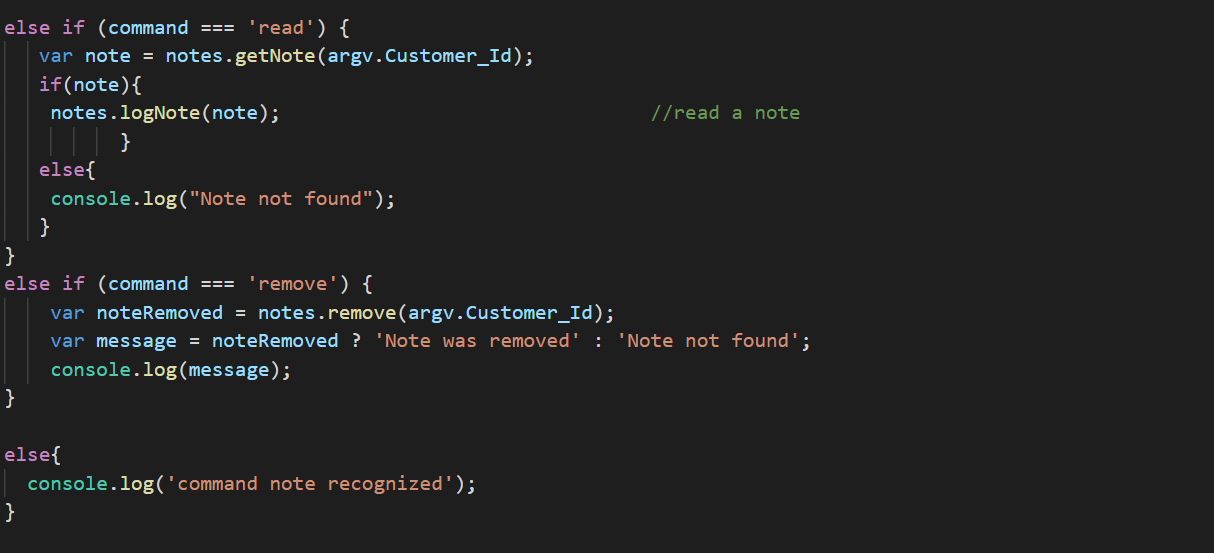 else if (command === 'read') {
var note = notes.getNote(argv.Customer_Id);
if(note){
notes.logNote(note); //read a note
}
else{
console.log("Note not found");
}
}
else if (command === 'remove') {
var noteRemoved = notes.remove(argv.Customer_Id);
var message = noteRemoved ? 'Note was removed' : 'Note not found';
console.log(message);
}
else{
console.log('command note recognized');
}